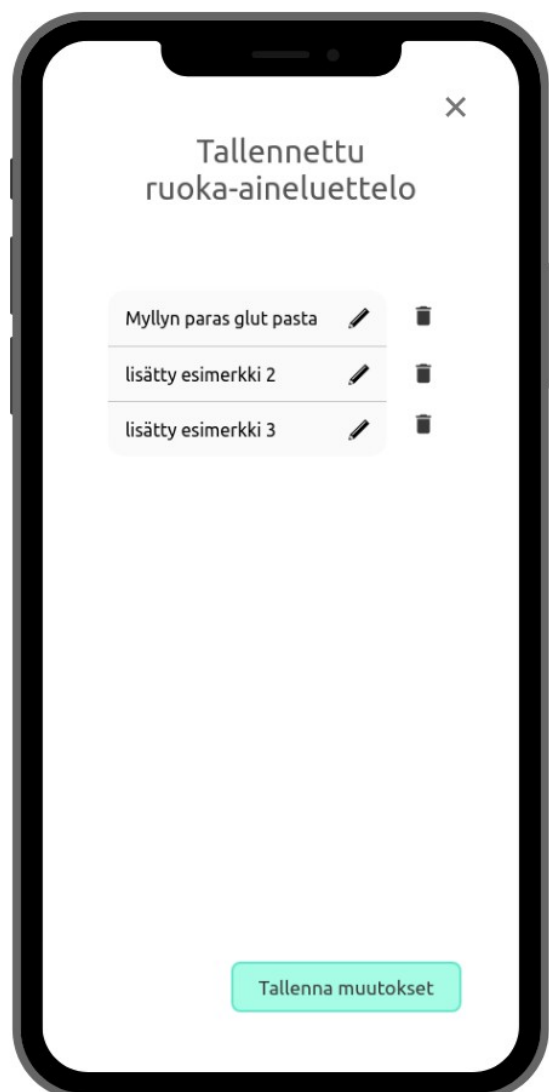 Tallennettu
ruoka-aineluettelo
Myllyn paras glut pasta
lisätty esimerkki 2
lisätty esimerkki 3
Tallenna muutokset